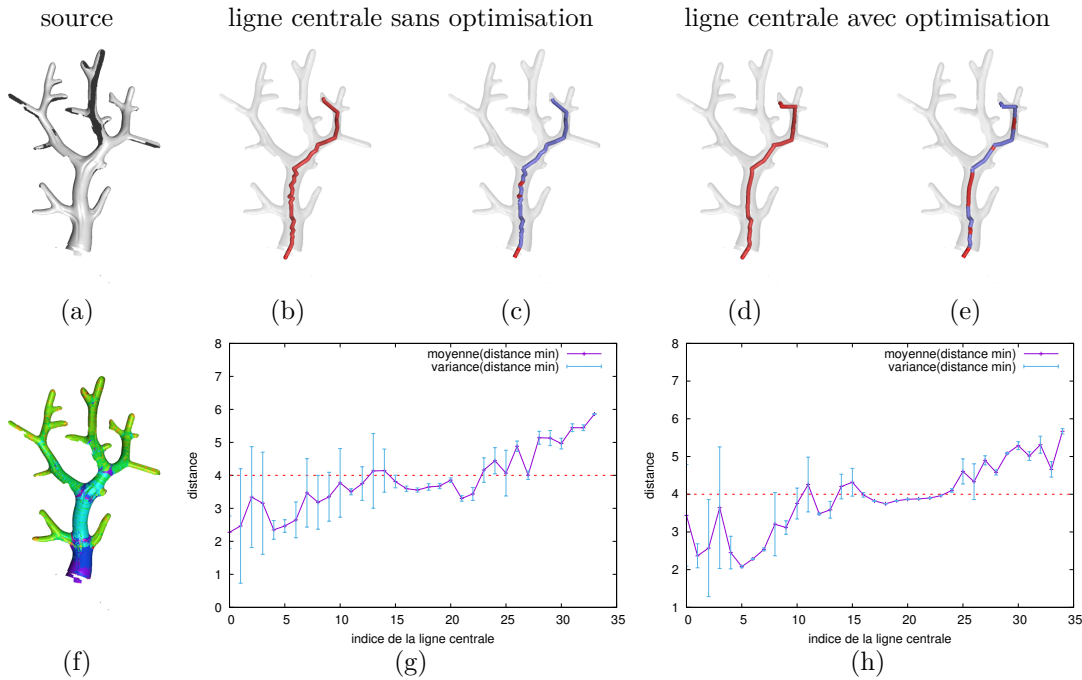 source
ligne centrale sans optimisation
ligne centrale avec optimisation
(a)
(b)
(c)
(d)
(e)
8
7
6
5
4
3
2
1
0
distance
moyenne(distance min)
variance(distance min)
0 5 10 15 20 25 30 35
indice de la ligne centrale
8
7
6
5
4
3
2
1
distance
moyenne(distance min)
variance(distance min)
0 5 10 15 20 25 30 35
indice de la ligne centrale
(f)
(g)
(h)